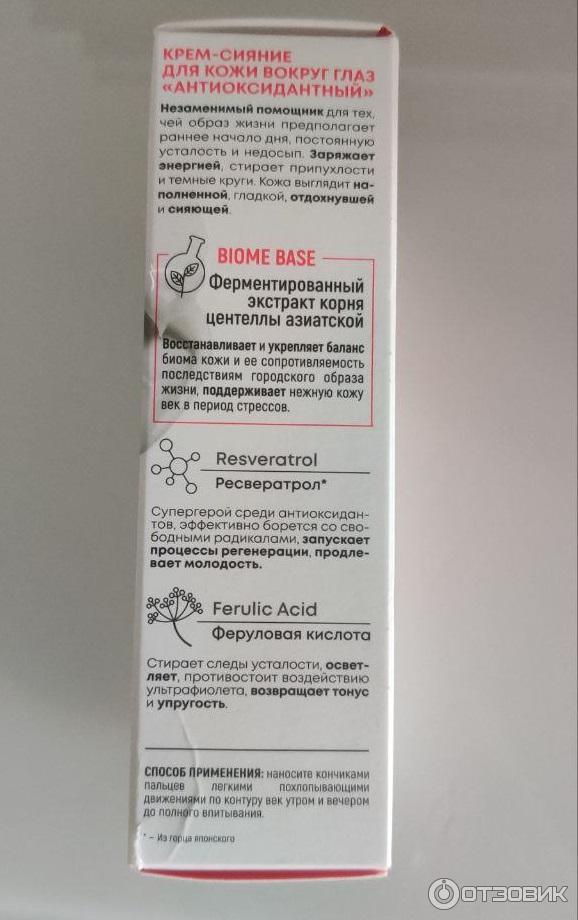 КРЕМ-СИЯНИЕ
ДЛЯ КОЖИ ВОКРУГ ГЛАЗ
«АНТИОКСИДАНТНЫЙ»
Незаменимый помощник для тех,
чей образ жизни предполагает
раннее начало дня, постоянную
усталость и недосып. Заряжает
энергией, стирает припухлости
и темные круги. Кожа выглядит на-
полненной, гладкой, отдохнувшей
и сияющей.
BIOME BASE
Ферментированный
экстракт корня
центеллы азиатской
Восстанавливает и укрепляет баланс
биома кожи и ее сопротивляемость
последствиям городского образа
жизни, поддерживает нежную кожу
век в период стрессов.
Resveratrol
Ресвератрол*
Супергерой среди антиоксидан-
тов, эффективно борется со сво-
бодными радикалами, запускает
процессы регенерации, продле-
вает молодость.
Ferulic Acid
Феруловая кислота
Стирает следы усталости, освет-
ляет, противостоит воздействию
ультрафиолета, возвращает тонус
и упругость.
СПОСОБ ПРИМЕНЕНИЯ: наносите кончиками
пальцев легкими похлопывающими
движениями по контуру век утром и вечером
до полного впитывания.
* – Из горца японского
ОТЗОВИК